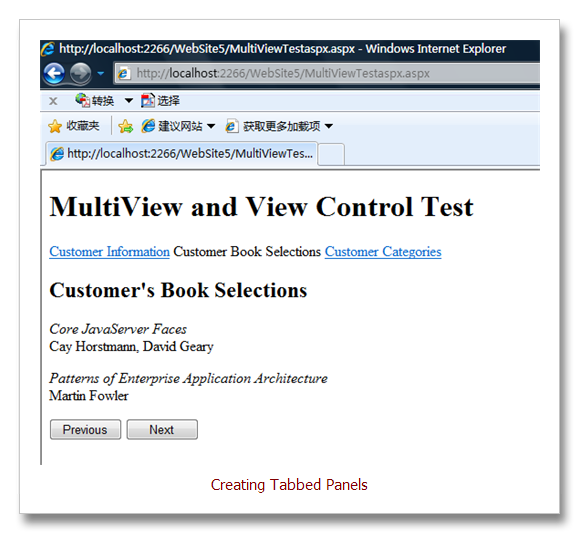 http://localhost:2266/WebSite5/MultiViewTestaspx.aspx - Windows Internet Explorer
http://localhost:2266/WebSite5/MultiViewTestaspx.aspx
x 转换 选择
收藏夹 建议网站 获取更多加载项
http://localhost:2266/WebSite5/MultiViewTes...
MultiView and View Control Test
Customer Information Customer Book Selections Customer Categories
Customer's Book Selections
Core JavaServer Faces
Cay Horstmann, David Geary
Patterns of Enterprise Application Architecture
Martin Fowler
Previous Next
Creating Tabbed Panels